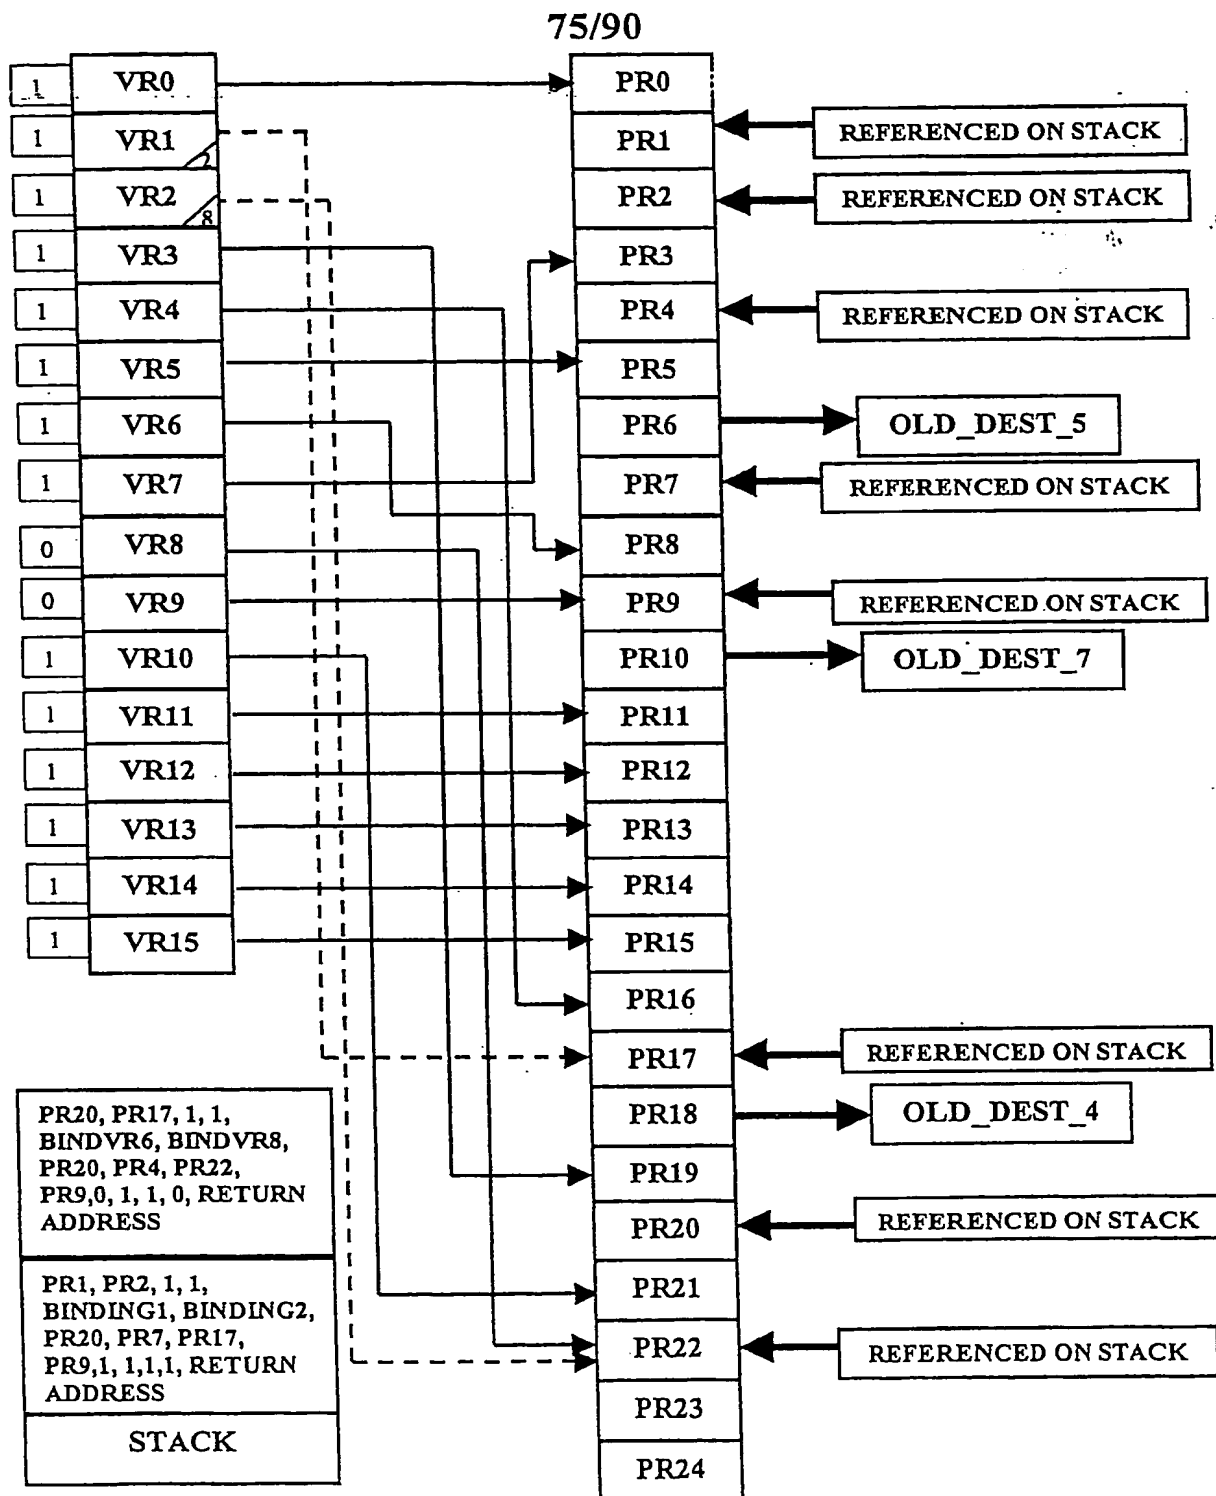 75/90
1
VR0
1
VR1
2
1
VR2
8
1
VR3
1
VR4
1
VR5
1
VR6
1
VR7
0
VR8
0
VR9
1
VR10
1
VR11
1
VR12
1
VR13
1
VR14
1
VR15
PR0
PR1
PR2
PR3
PR4
PR5
PR6
PR7
PR8
PR9
PR10
PR11
PR12
PR13
PR14
PR15
PR16
PR17
PR18
PR19
PR20
PR21
PR22
PR23
PR24
REFERENCED ON STACK
REFERENCED ON STACK
REFERENCED ON STACK
OLD_DEST_5
REFERENCED ON STACK
REFERENCED ON STACK
OLD_DEST_7
REFERENCED ON STACK
OLD_DEST_4
REFERENCED ON STACK
REFERENCED ON STACK
PR20, PR17, 1, 1,
BINDVR6, BINDVR8,
PR20, PR4, PR22,
PR9,0, 1, 1, 0, RETURN
ADDRESS
PR1, PR2, 1, 1,
BINDING1, BINDING2,
PR20, PR7, PR17,
PR9,1, 1,1,1, RETURN
ADDRESS
STACK